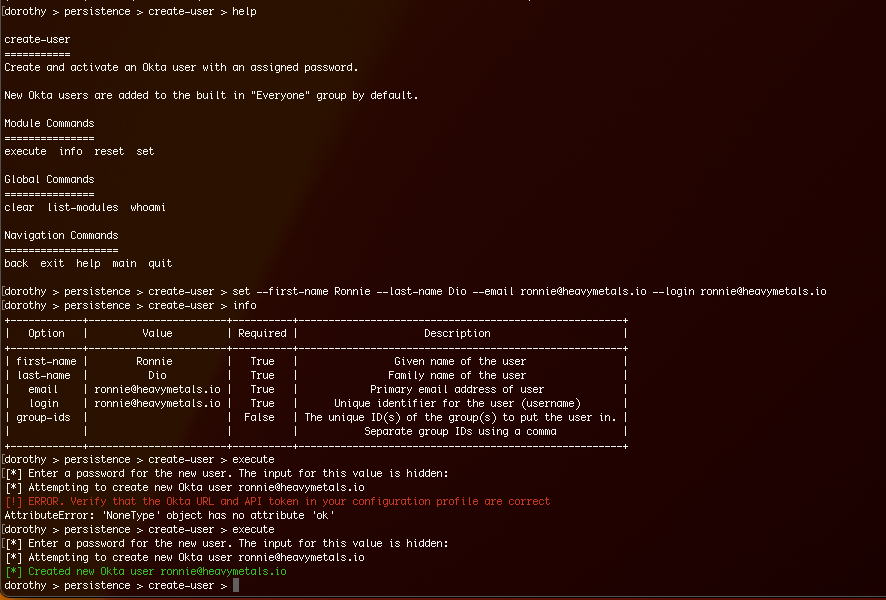 [dorothy > persistence > create-user > help
create-user
===========
Create and activate an Okta user with an assigned password.
New Okta users are added to the built in "Everyone" group by default.
Module Commands
===============
execute  info  reset  set
Global Commands
===============
clear  list-modules  whoami
Navigation Commands
===================
back  exit  help  main  quit
[dorothy > persistence > create-user > set --first-name Ronnie --last-name Dio --email ronnie@heavymetals.io --login ronnie@heavymetals.io
[dorothy > persistence > create-user > info
+------------+-----------------------+----------+------------------------------------------------------+
|   Option   |         Value         | Required |                     Description                      |
+------------+-----------------------+----------+------------------------------------------------------+
| first-name |        Ronnie         |   True   |                Given name of the user                |
| last-name  |          Dio          |   True   |               Family name of the user                |
|   email    | ronnie@heavymetals.io |   True   |            Primary email address of user             |
|   login    | ronnie@heavymetals.io |   True   |      Unique identifier for the user (username)       |
| group-ids  |                       |  False   | The unique ID(s) of the group(s) to put the user in. |
|            |                       |          |           Separate group IDs using a comma           |
+------------+-----------------------+----------+------------------------------------------------------+
[dorothy > persistence > create-user > execute
[[*] Enter a password for the new user. The input for this value is hidden:
[*] Attempting to create new Okta user ronnie@heavymetals.io
[!] ERROR. Verify that the Okta URL and API token in your configuration profile are correct
AttributeError: 'NoneType' object has no attribute 'ok'
[dorothy > persistence > create-user > execute
[[*] Enter a password for the new user. The input for this value is hidden:
[*] Attempting to create new Okta user ronnie@heavymetals.io
[*] Created new Okta user ronnie@heavymetals.io
dorothy > persistence > create-user >